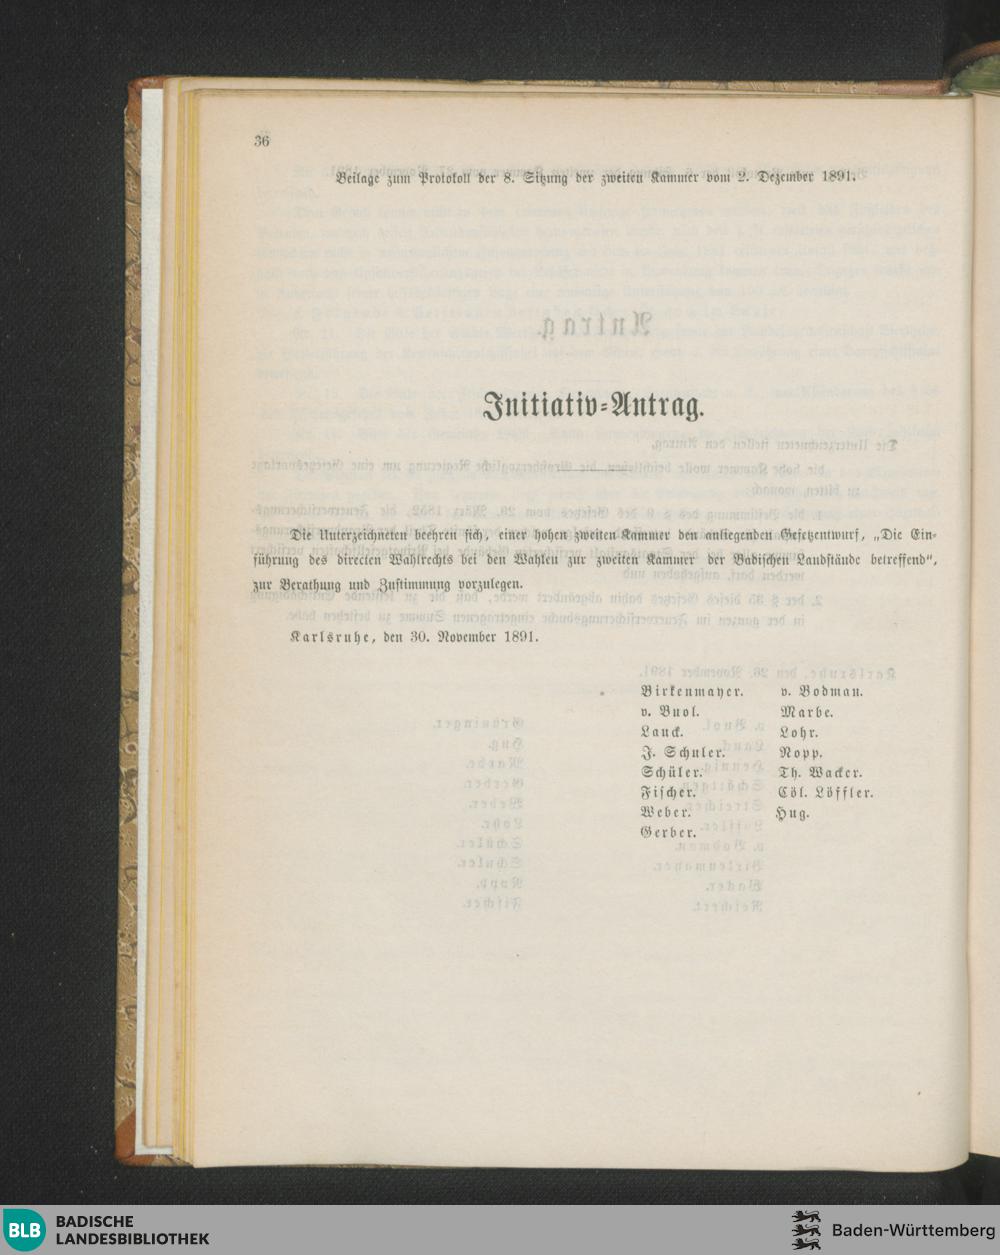 36
Beilage zum Protokoll der 8. Sitzung der zweiten Kammer vom 2. Dezember 1891.
Initiativ-Antrag.
Die Unterzeichneten beehren sich, einer hohen zweiten Kammer den anliegenden Gesetzentwurf, „Die Ein-
führung des directen Wahlrechts bei den Wahlen zur zweiten Kammer der Badischen Landstände betreffend“,
zur Berathung und Zustimmung vorzulegen.
Karlsruhe, den 30. November 1891.
Birkenmayer. v. Bodman.
v. Buol. Marbe.
Lauck. Lohr.
J. Schuler. Nopp.
Schüler. Th. Wacker.
Fischer. Cöl. Löffler.
Weber. Hug.
Gerber.
BLB BADISCHE
LANDESBIBLIOTHEK
Baden-Württemberg